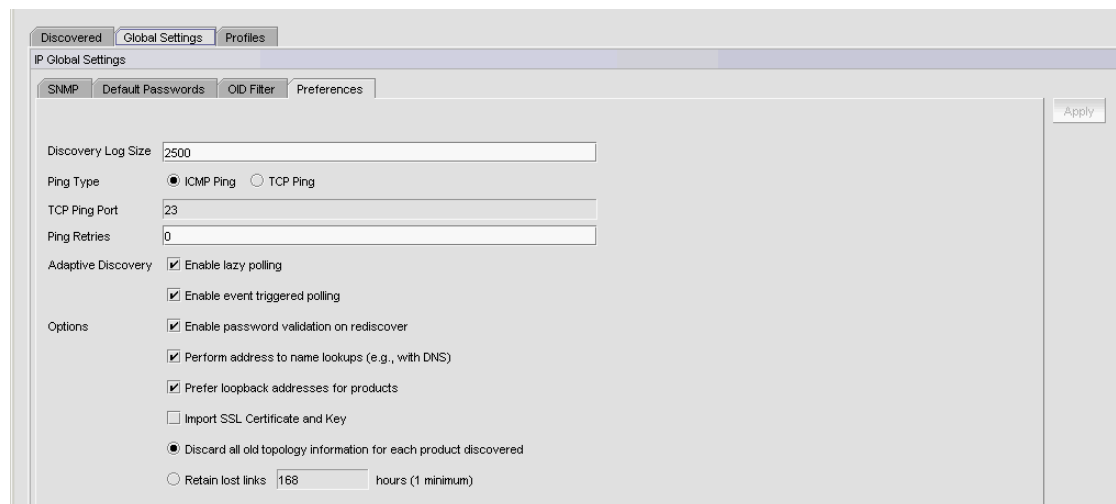 Discovered Global Settings Profiles
IP Global Settings
SNMP Default Passwords OID Filter Preferences
Apply
Discovery Log Size 2500
Ping Type ICMP Ping TCP Ping
TCP Ping Port 23
Ping Retries 0
Adaptive Discovery Enable lazy polling
Enable event triggered polling
Options Enable password validation on rediscover
Perform address to name lookups (e.g., with DNS)
Prefer loopback addresses for products
Import SSL Certificate and Key
Discard all old topology information for each product discovered
Retain lost links 168 hours (1 minimum)